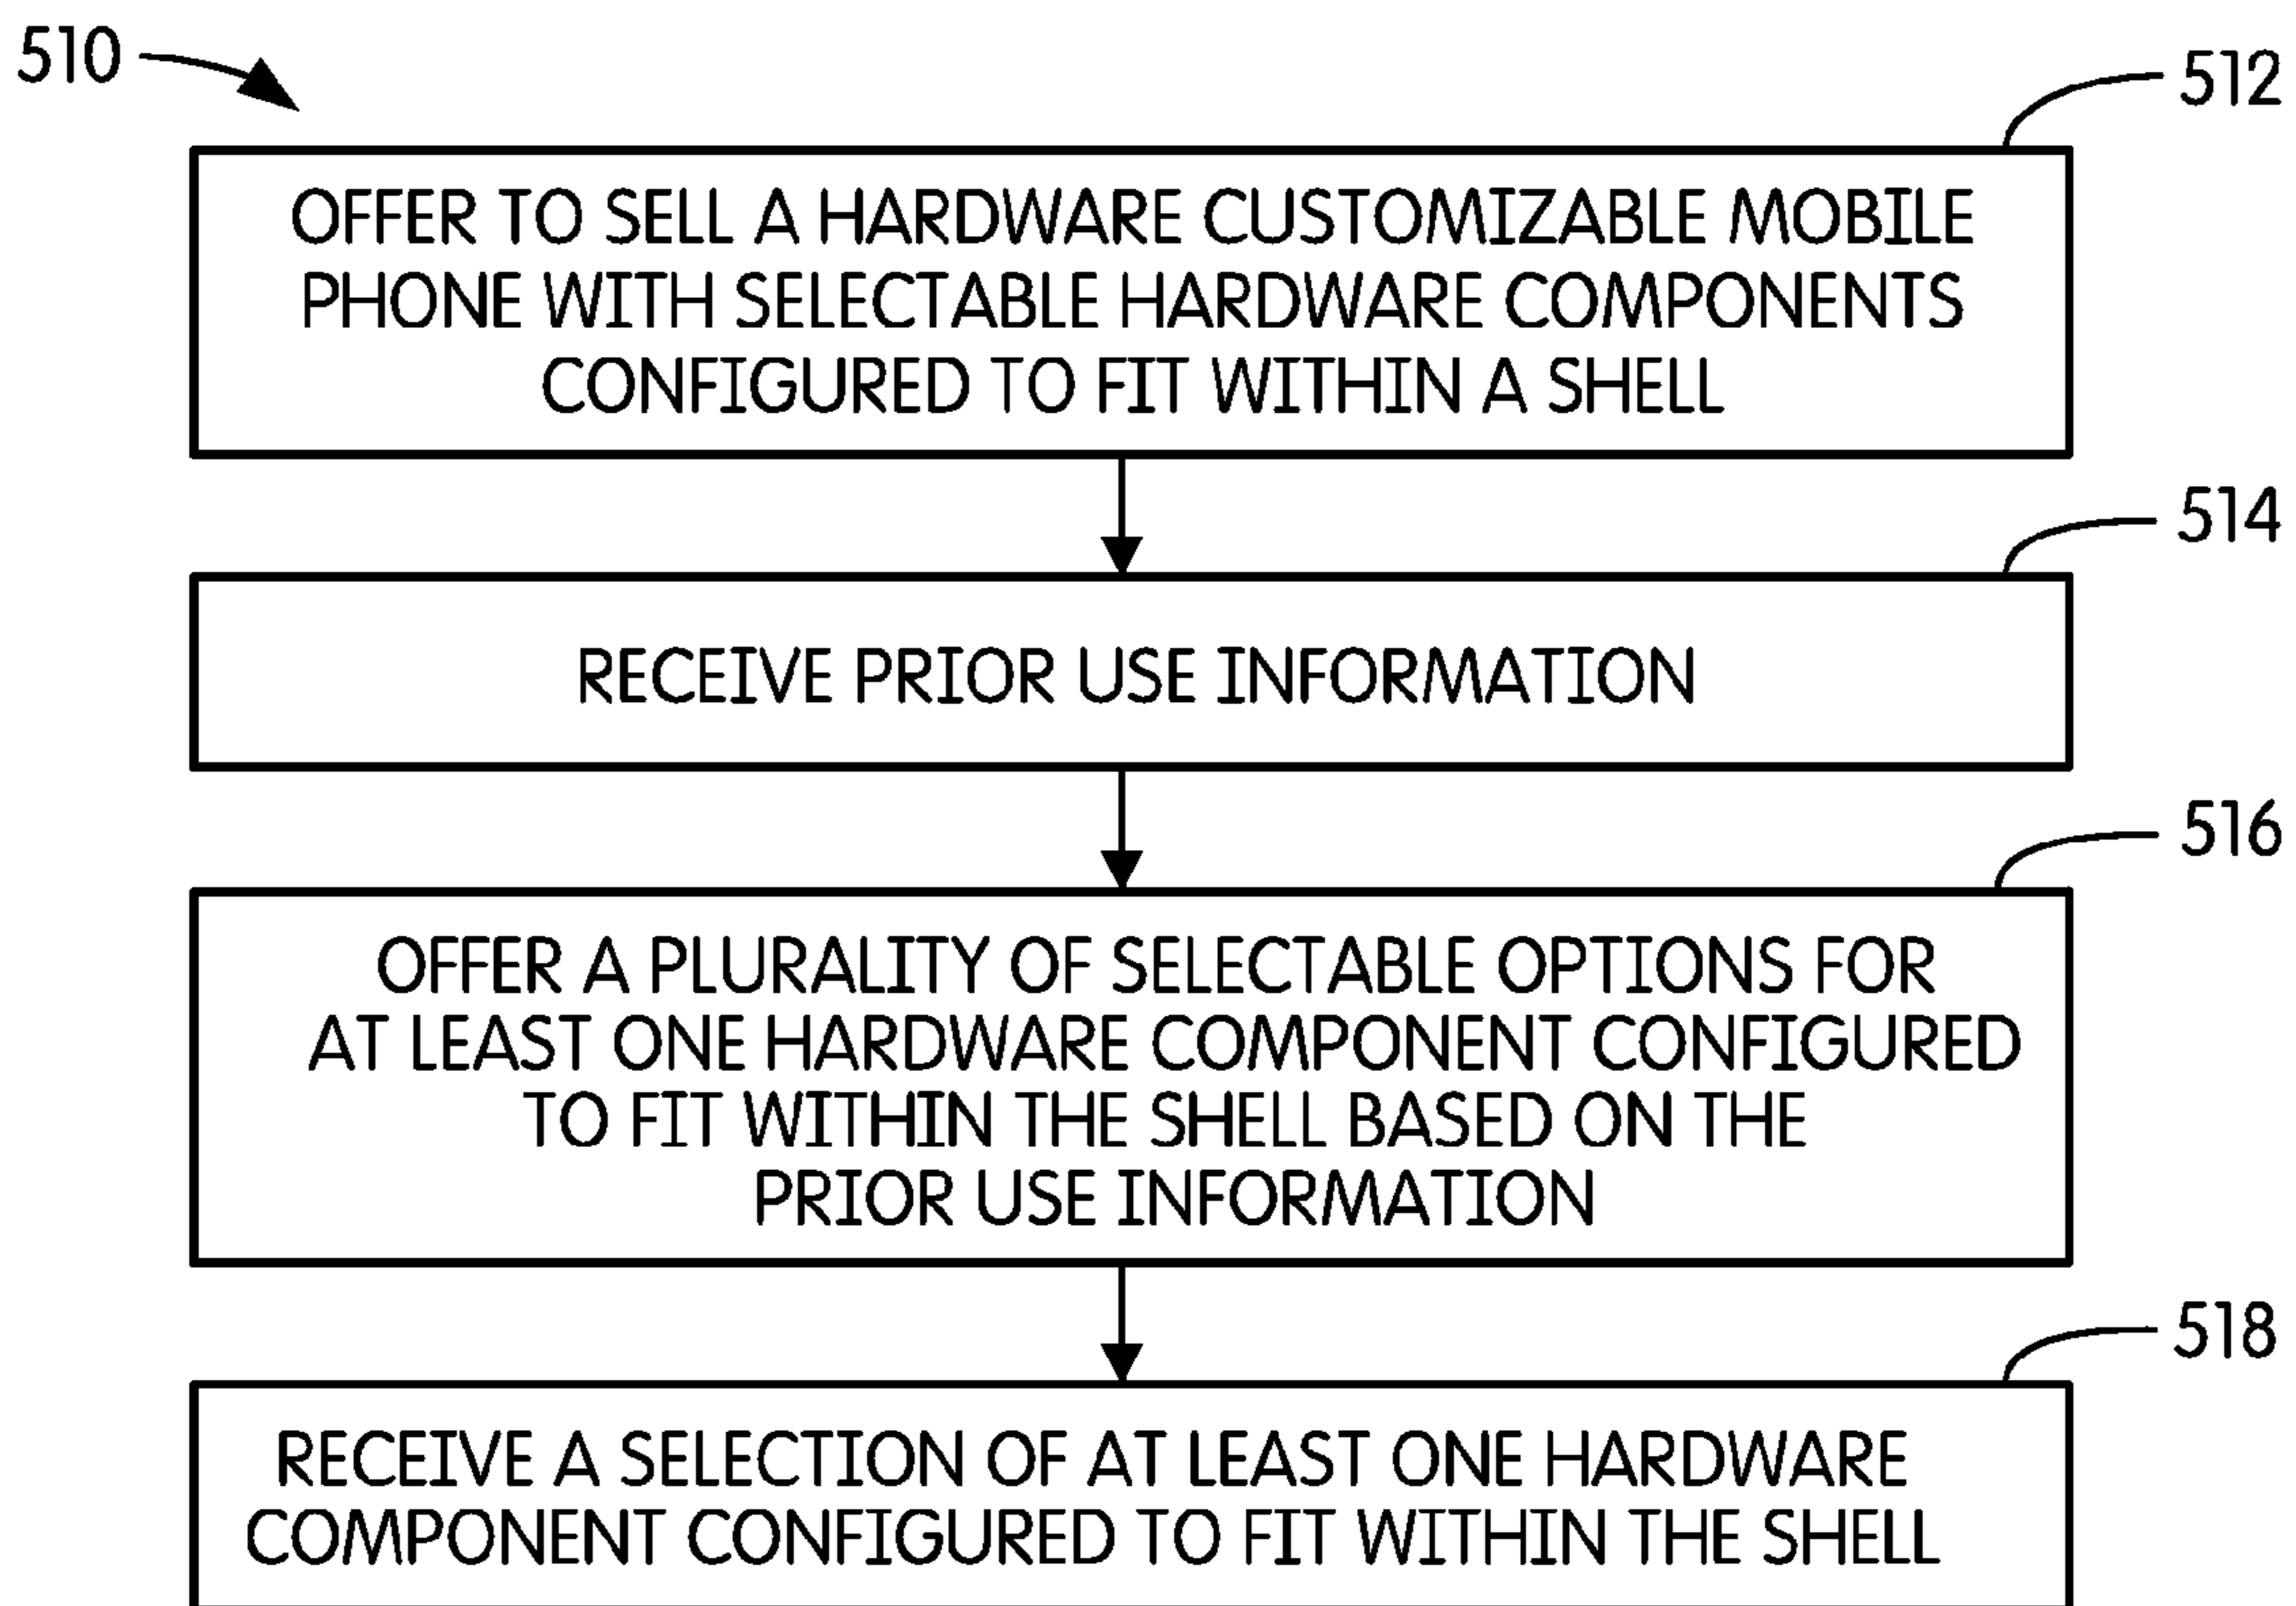 510
512
OFFER TO SELL A HARDWARE CUSTOMIZABLE MOBILE
PHONE WITH SELECTABLE HARDWARE COMPONENTS
CONFIGURED TO FIT WITHIN A SHELL
514
RECEIVE PRIOR USE INFORMATION
516
OFFER A PLURALITY OF SELECTABLE OPTIONS FOR
AT LEAST ONE HARDWARE COMPONENT CONFIGURED
TO FIT WITHIN THE SHELL BASED ON THE
PRIOR USE INFORMATION
518
RECEIVE A SELECTION OF AT LEAST ONE HARDWARE
COMPONENT CONFIGURED TO FIT WITHIN THE SHELL